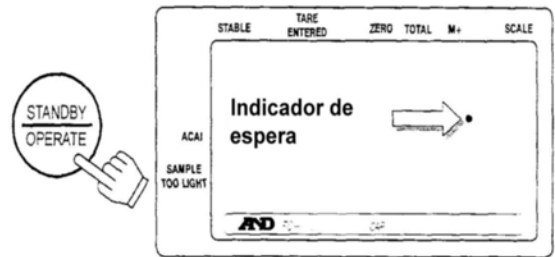 STABLE TARE ENTERED ZERO TOTAL M+ SCALE
STANDBY
OPERATE
Indicador de
espera
ACAI
SAMPLE
TOO LIGHT
AND